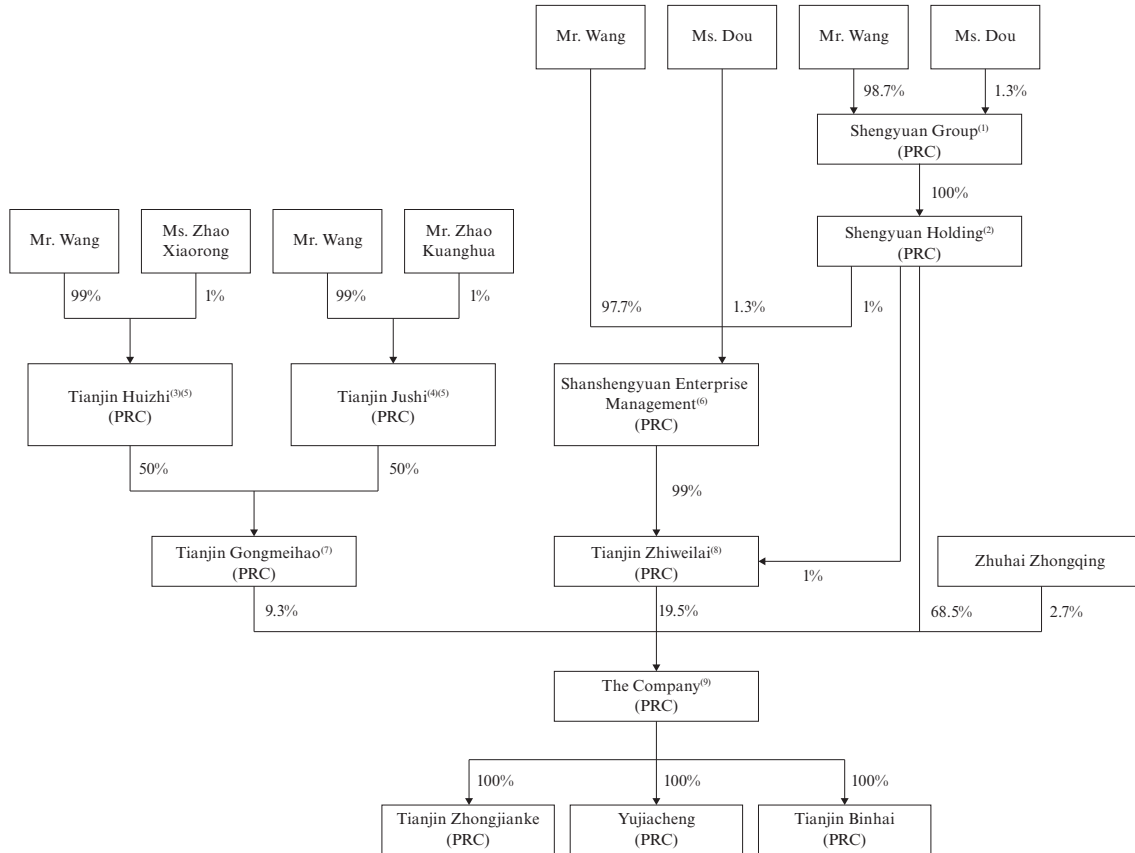 Mr. Wang
Ms. Dou
Mr. Wang
Ms. Dou
98.7%
1.3%
Shengyuan Group(1)
(PRC)
100%
Mr. Wang
Ms. Zhao
Xiaorong
Mr. Wang
Mr. Zhao
Kuanghua
Shengyuan Holding(2)
(PRC)
99%
1%
99%
1%
97.7%
1.3%
1%
Tianjin Huizhi(3)(5)
(PRC)
Tianjin Jushi(4)(5)
(PRC)
Shanshengyuan Enterprise
Management(6)
(PRC)
50%
50%
99%
Tianjin Gongmeihao(7)
(PRC)
Tianjin Zhiweilai(8)
(PRC)
1%
Zhuhai Zhongqing
9.3%
19.5%
68.5%
2.7%
The Company(9)
(PRC)
100%
100%
100%
Tianjin Zhongjianke
(PRC)
Yujiacheng
(PRC)
Tianjin Binhai
(PRC)